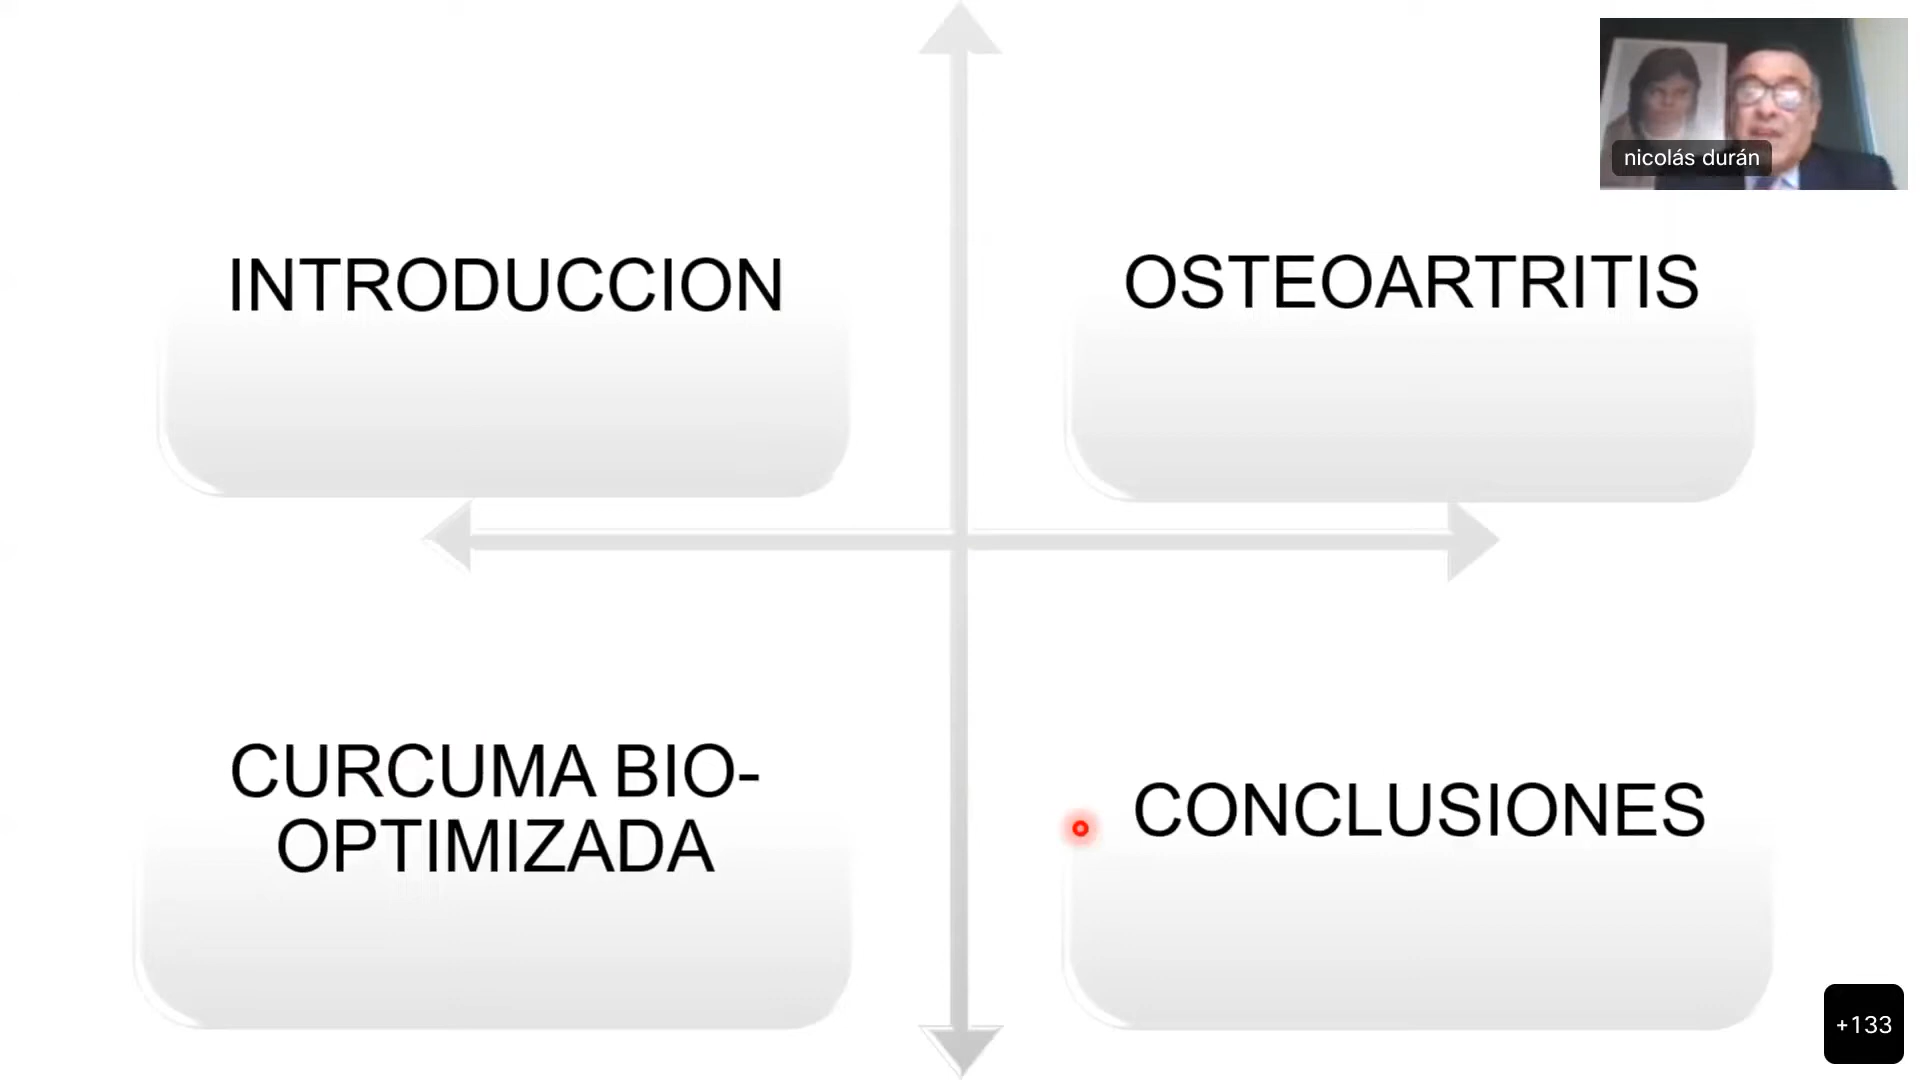 nicolás durán
INTRODUCCION
OSTEOARTRITIS
CURCUMA BIO-
OPTIMIZADA
CONCLUSIONES
+133